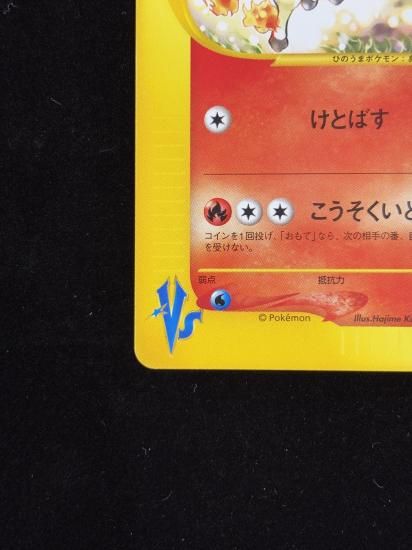 ひのうまポケモン:
けとばす
こうそくい
コインを1回投げ、「おもて」なら、次の相手の番、
を受けない。
弱点 抵抗力
VS
© Pokémon Illus.Hajime